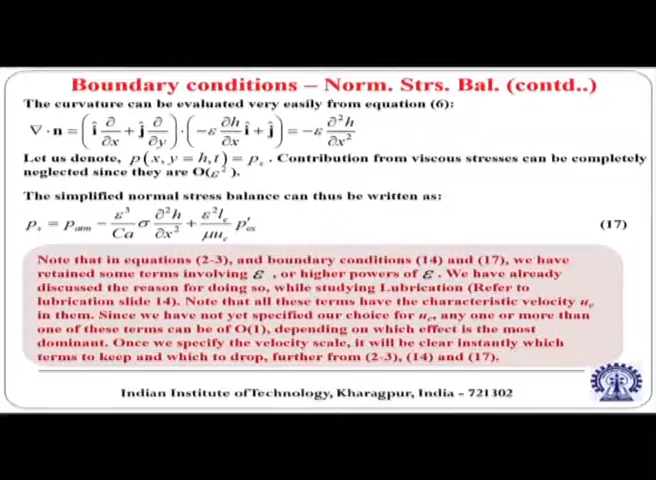 Boundary conditions – Norm. Strs. Bal. (contd..)
The curvature can be evaluated very easily from equation (6):
∇ · n = (î ∂/∂x + ĵ ∂/∂y) · (−ε ∂h/∂x î + ĵ) = −ε ∂²h/∂x²
Let us denote, p(x, y = h, t) = pₛ . Contribution from viscous stresses can be completely
neglected since they are O(ε²).
The simplified normal stress balance can thus be written as:
pₛ = p_atm − ε³/Ca σ ∂²h/∂x² + ε²l_c/μu_c p′_ex (17)
Note that in equations (2-3), and boundary conditions (14) and (17), we have
retained some terms involving ε , or higher powers of ε . We have already
discussed the reason for doing so, while studying Lubrication (Refer to
lubrication slide 14). Note that all these terms have the characteristic velocity u_c
in them. Since we have not yet specified our choice for u_c, any one or more than
one of these terms can be of O(1), depending on which effect is the most
dominant. Once we specify the velocity scale, it will be clear instantly which
terms to keep and which to drop, further from (2-3), (14) and (17).
Indian Institute of Technology, Kharagpur, India – 721302